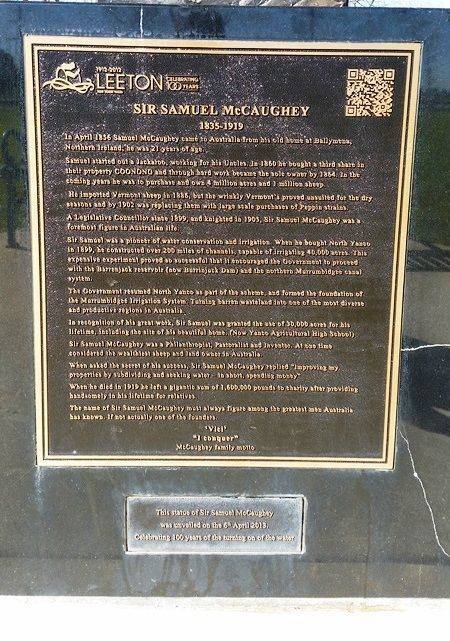 1912-2012
LEETON
CELEBRATING
100 YEARS
SIR SAMUEL McCAUGHEY
1835-1919
In April 1856 Samuel McCaughey came to Australia from his old home at Ballymena,
Northern Ireland; he was 21 years of age.
Samuel started out a Jackaroo, working for his Uncles. In 1860 he bought a third share in
their property COONONG and through hard work became the sole owner by 1864. In the
coming years he was to purchase and own 4 million acres and 1 million sheep.
He imported Vermont sheep in 1886, but the wrinkly Vermont's proved unsuited for the dry
seasons and by 1902 was replacing them with large scale purchases of Peppin strains.
A Legislative Councillor since 1899, and knighted in 1905, Sir Samuel McCaughey was a
foremost figure in Australian life.
Sir Samuel was a pioneer of water conservation and irrigation. When he bought North Yanco
in 1899, he constructed over 200 miles of channels, capable of irrigating 40,000 acres. This
expensive experiment proved so successful that it encouraged the Government to proceed
with the Barrenjack reservoir (now Burrinjuck Dam) and the northern Murrumbidgee canal
system.
The Government resumed North Yanco as part of the scheme, and formed the foundation of
the Murrumbidgee Irrigation System. Turning barren wasteland into one of the most diverse
and productive regions in Australia.
In recognition of his great work, Sir Samuel was granted the use of 30,000 acres for his
lifetime, including the site of his beautiful home. (Now Yanco Agricultural High School)
Sir Samuel McCaughey was a Philanthropist, Pastoralist and Inventor. At one time
considered the wealthiest sheep and land owner in Australia.
When asked the secret of his success, Sir Samuel McCaughey replied "improving my
properties by subdividing and seeking water - in short, spending money"
When he died in 1919 he left a gigantic sum of 1,600,000 pounds to charity after providing
handsomely in his lifetime for relatives.
The name of Sir Samuel McCaughey must always figure among the greatest men Australia
has known. If not actually one of the founders.
'Vici'
"I conquer"
McCaughey family motto
This statue of Sir Samuel McCaughey
was unveiled on the 6th April 2013.
Celebrating 100 years of the turning on of the water